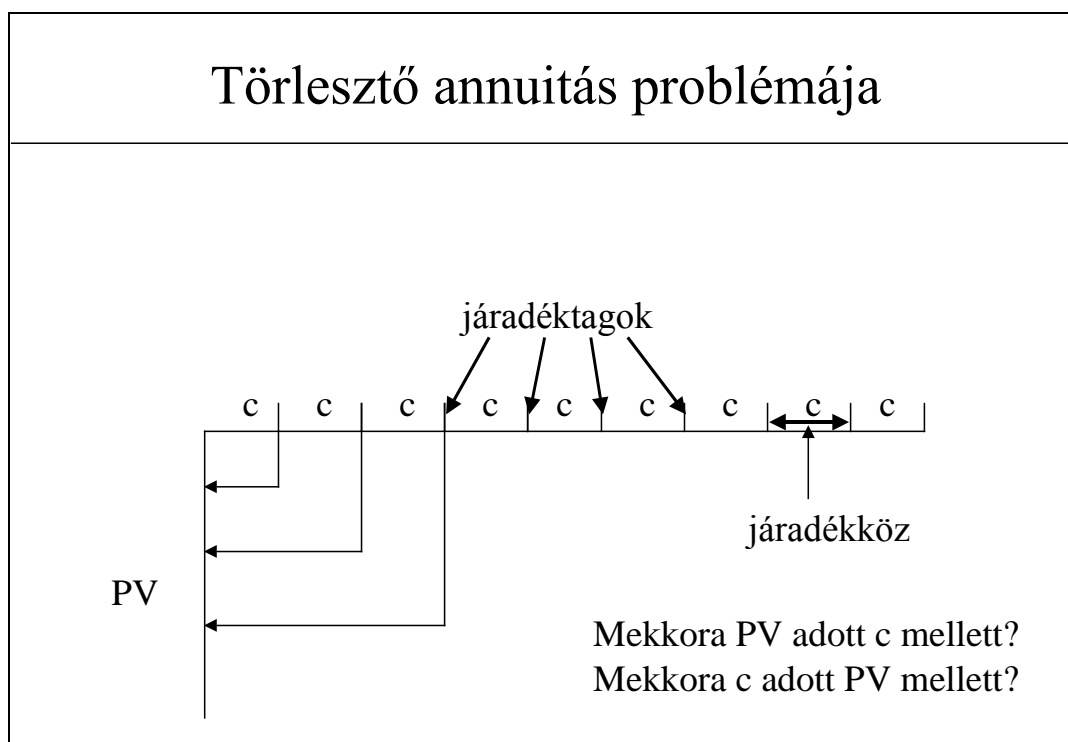 Törlesztő annuitás problémája
járadéktagok
c c c c c c c c c
járadékköz
PV
Mekkora PV adott c mellett?
Mekkora c adott PV mellett?